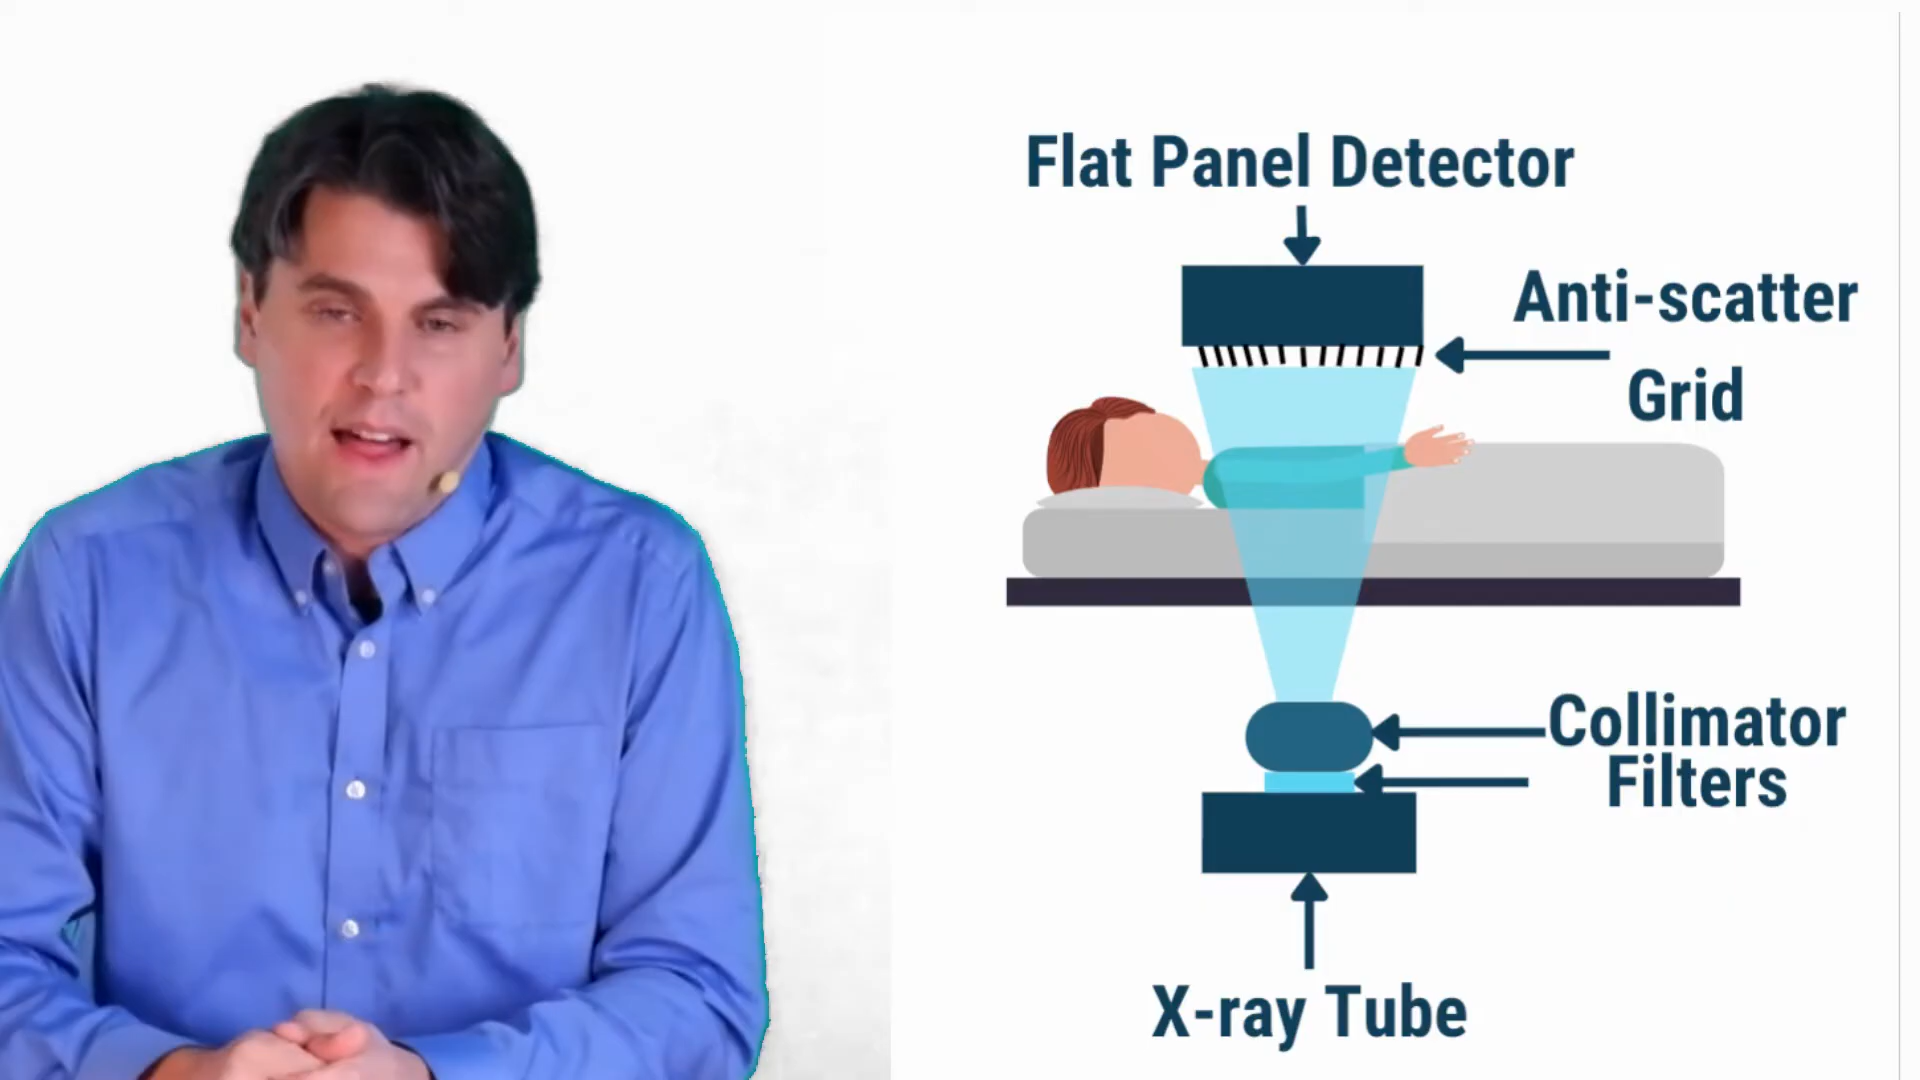 Flat Panel Detector
Anti-scatter
Grid
Collimator
Filters
X-ray Tube